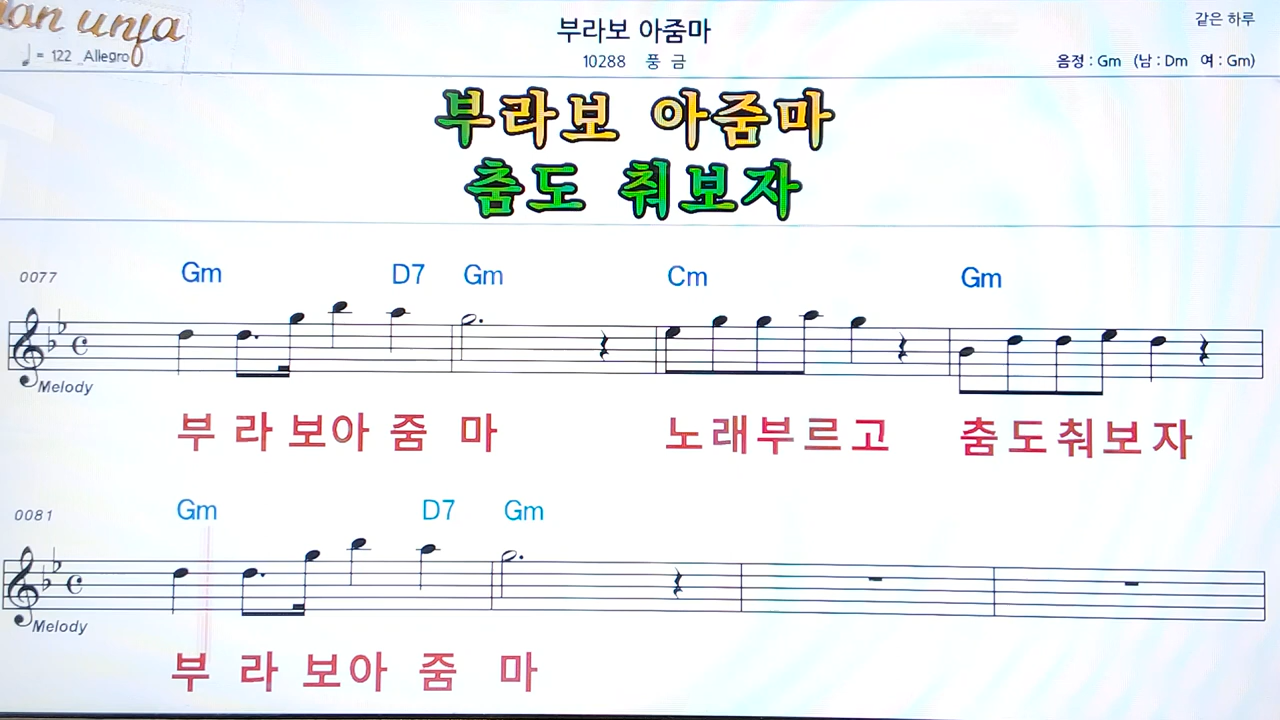 부라보 아줌마
같은 하루
♩ = 122 Allegro
10288 풍 금
음정 : Gm (남 : Dm 여 : Gm)
부라보 아줌마
춤도 춰보자
0077
Gm D7 Gm Cm Gm
Melody
부 라 보아 줌 마 노래부르고 춤도춰보자
0081
Gm D7 Gm
Melody
부 라 보아 줌 마